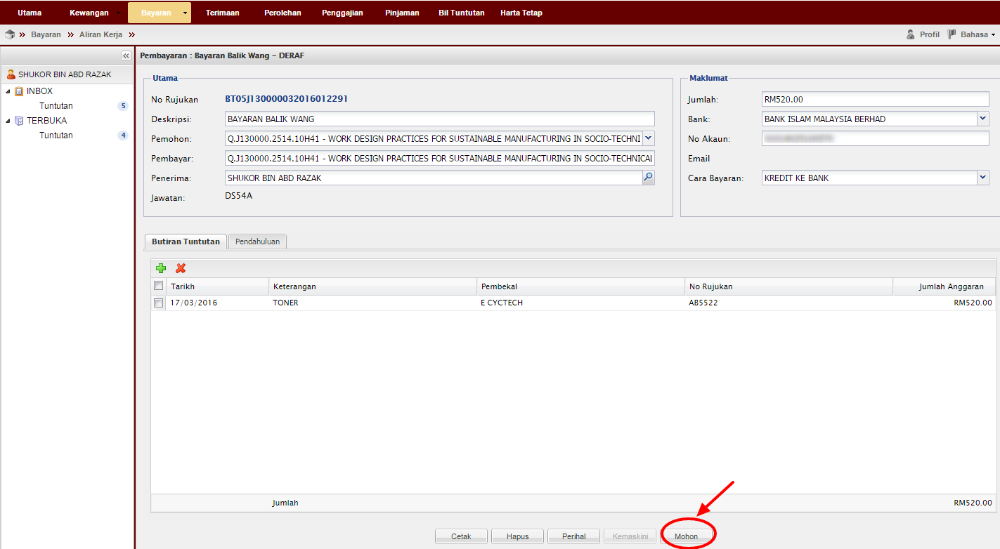 Utama Kewangan Bayaran Terimaan Perolehan Penggajian Pinjaman Bil Tuntutan Harta Tetap
Bayaran Aliran Kerja Profil Bahasa
Pembayaran : Bayaran Balik Wang – DERAF
SHUKOR BIN ABD RAZAK
INBOX
Tuntutan 5
TERBUKA
Tuntutan 4
Utama
No Rujukan BT05J130000032016012291
Deskripsi: BAYARAN BALIK WANG
Pemohon: Q.J130000.2514.10H41 - WORK DESIGN PRACTICES FOR SUSTAINABLE MANUFACTURING IN SOCIO-TECHNI
Pembayar: Q.J130000.2514.10H41 - WORK DESIGN PRACTICES FOR SUSTAINABLE MANUFACTURING IN SOCIO-TECHNICAL
Penerima: SHUKOR BIN ABD RAZAK
Jawatan: DS54A
Maklumat
Jumlah: RM520.00
Bank: BANK ISLAM MALAYSIA BERHAD
No Akaun:
Email
Cara Bayaran: KREDIT KE BANK
Butiran Tuntutan Pendahuluan
Tarikh Keterangan Pembekal No Rujukan Jumlah Anggaran
17/03/2016 TONER E CYCTECH AB5522 RM520.00
Jumlah RM520.00
Cetak Hapus Perihal Kemaskini Mohon